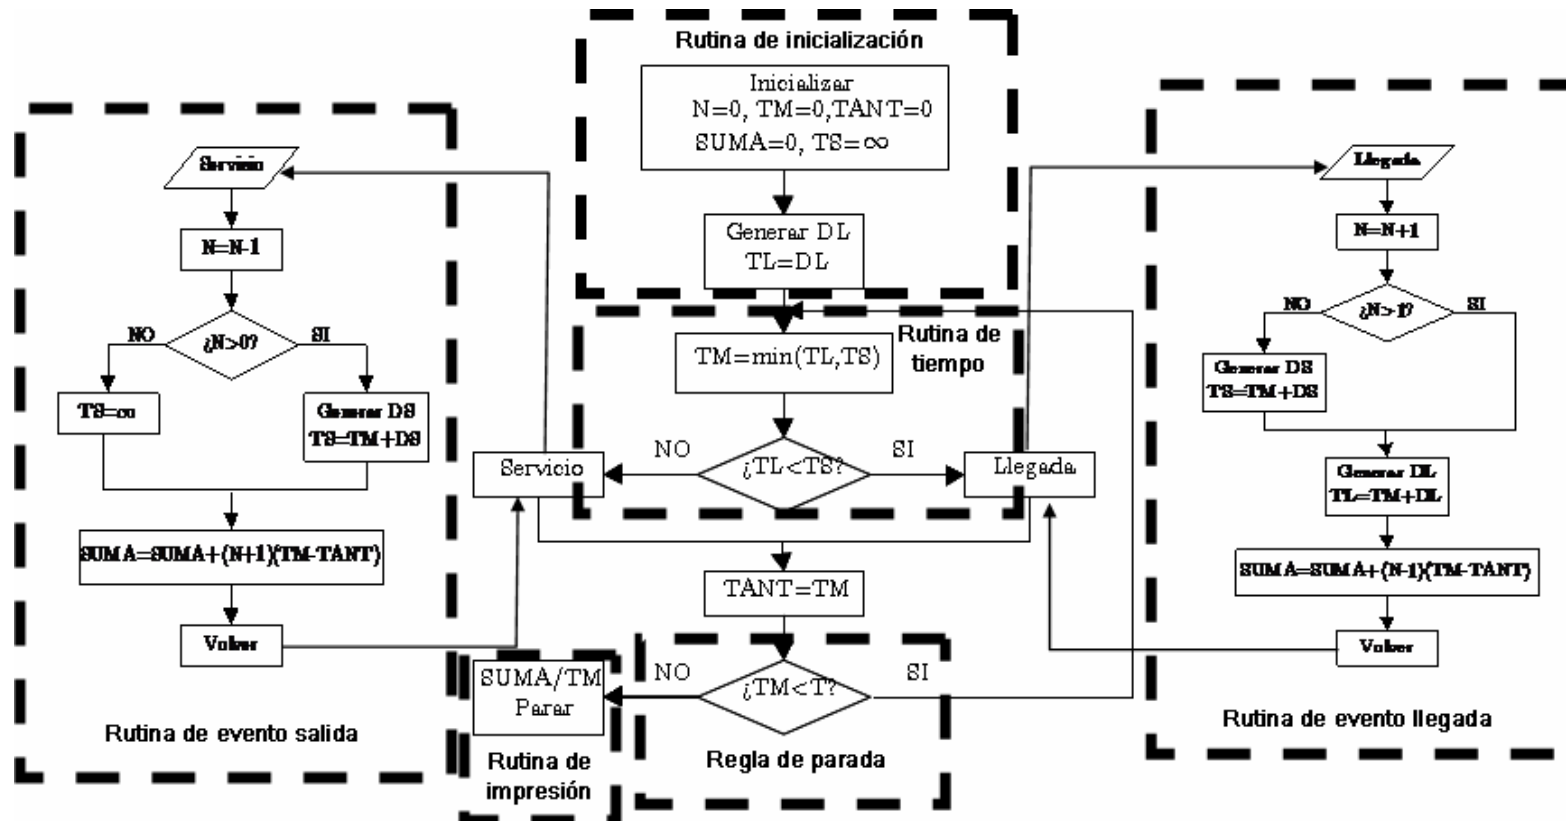 Rutina de inicialización
Inicializar
N=0, TM=0,TANT=0
SUMA=0, TS=∞
Generar DL
TL=DL
Rutina de
tiempo
TM=min(TL,TS)
¿TL<TS?
NO
SI
Servicio
Llegada
TANT=TM
¿TM<T?
NO
SI
Regla de parada
SUMA/TM
Parar
Rutina de
impresión
Servicio
N=N-1
¿N>0?
NO
SI
TS=∞
Generar DS
TS=TM+DS
SUMA=SUMA+(N+1)(TM-TANT)
Volver
Rutina de evento salida
Llegada
N=N+1
¿N>1?
NO
SI
Generar DS
TS=TM+DS
Generar DL
TL=TM+DL
SUMA=SUMA+(N-1)(TM-TANT)
Volver
Rutina de evento llegada